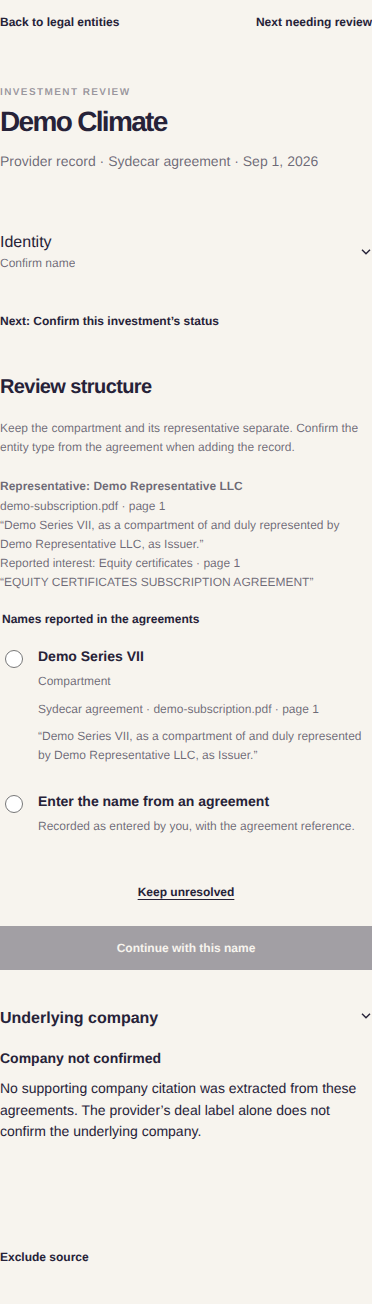 Back to legal entities
Next needing review
INVESTMENT REVIEW
Demo Climate
Provider record · Sydecar agreement · Sep 1, 2026
Identity
Confirm name
Next: Confirm this investment’s status
Review structure
Keep the compartment and its representative separate. Confirm the
entity type from the agreement when adding the record.
Representative: Demo Representative LLC
demo-subscription.pdf · page 1
“Demo Series VII, as a compartment of and duly represented by
Demo Representative LLC, as Issuer.”
Reported interest: Equity certificates · page 1
“EQUITY CERTIFICATES SUBSCRIPTION AGREEMENT”
Names reported in the agreements
Demo Series VII
Compartment
Sydecar agreement · demo-subscription.pdf · page 1
“Demo Series VII, as a compartment of and duly represented
by Demo Representative LLC, as Issuer.”
Enter the name from an agreement
Recorded as entered by you, with the agreement reference.
Keep unresolved
Continue with this name
Underlying company
Company not confirmed
No supporting company citation was extracted from these
agreements. The provider’s deal label alone does not
confirm the underlying company.
Exclude source